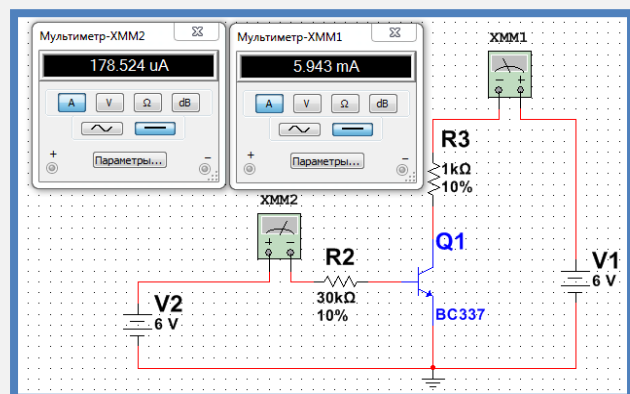 Мультиметр-XMM2
178.524 uA
A V Ω dB
+ Параметры... -
Мультиметр-XMM1
5.943 mA
A V Ω dB
+ Параметры... -
XMM1
+
R3
1kΩ
10%
XMM2
+ −
R2
30kΩ
10%
Q1
BC337
V1
6 V
V2
6 V